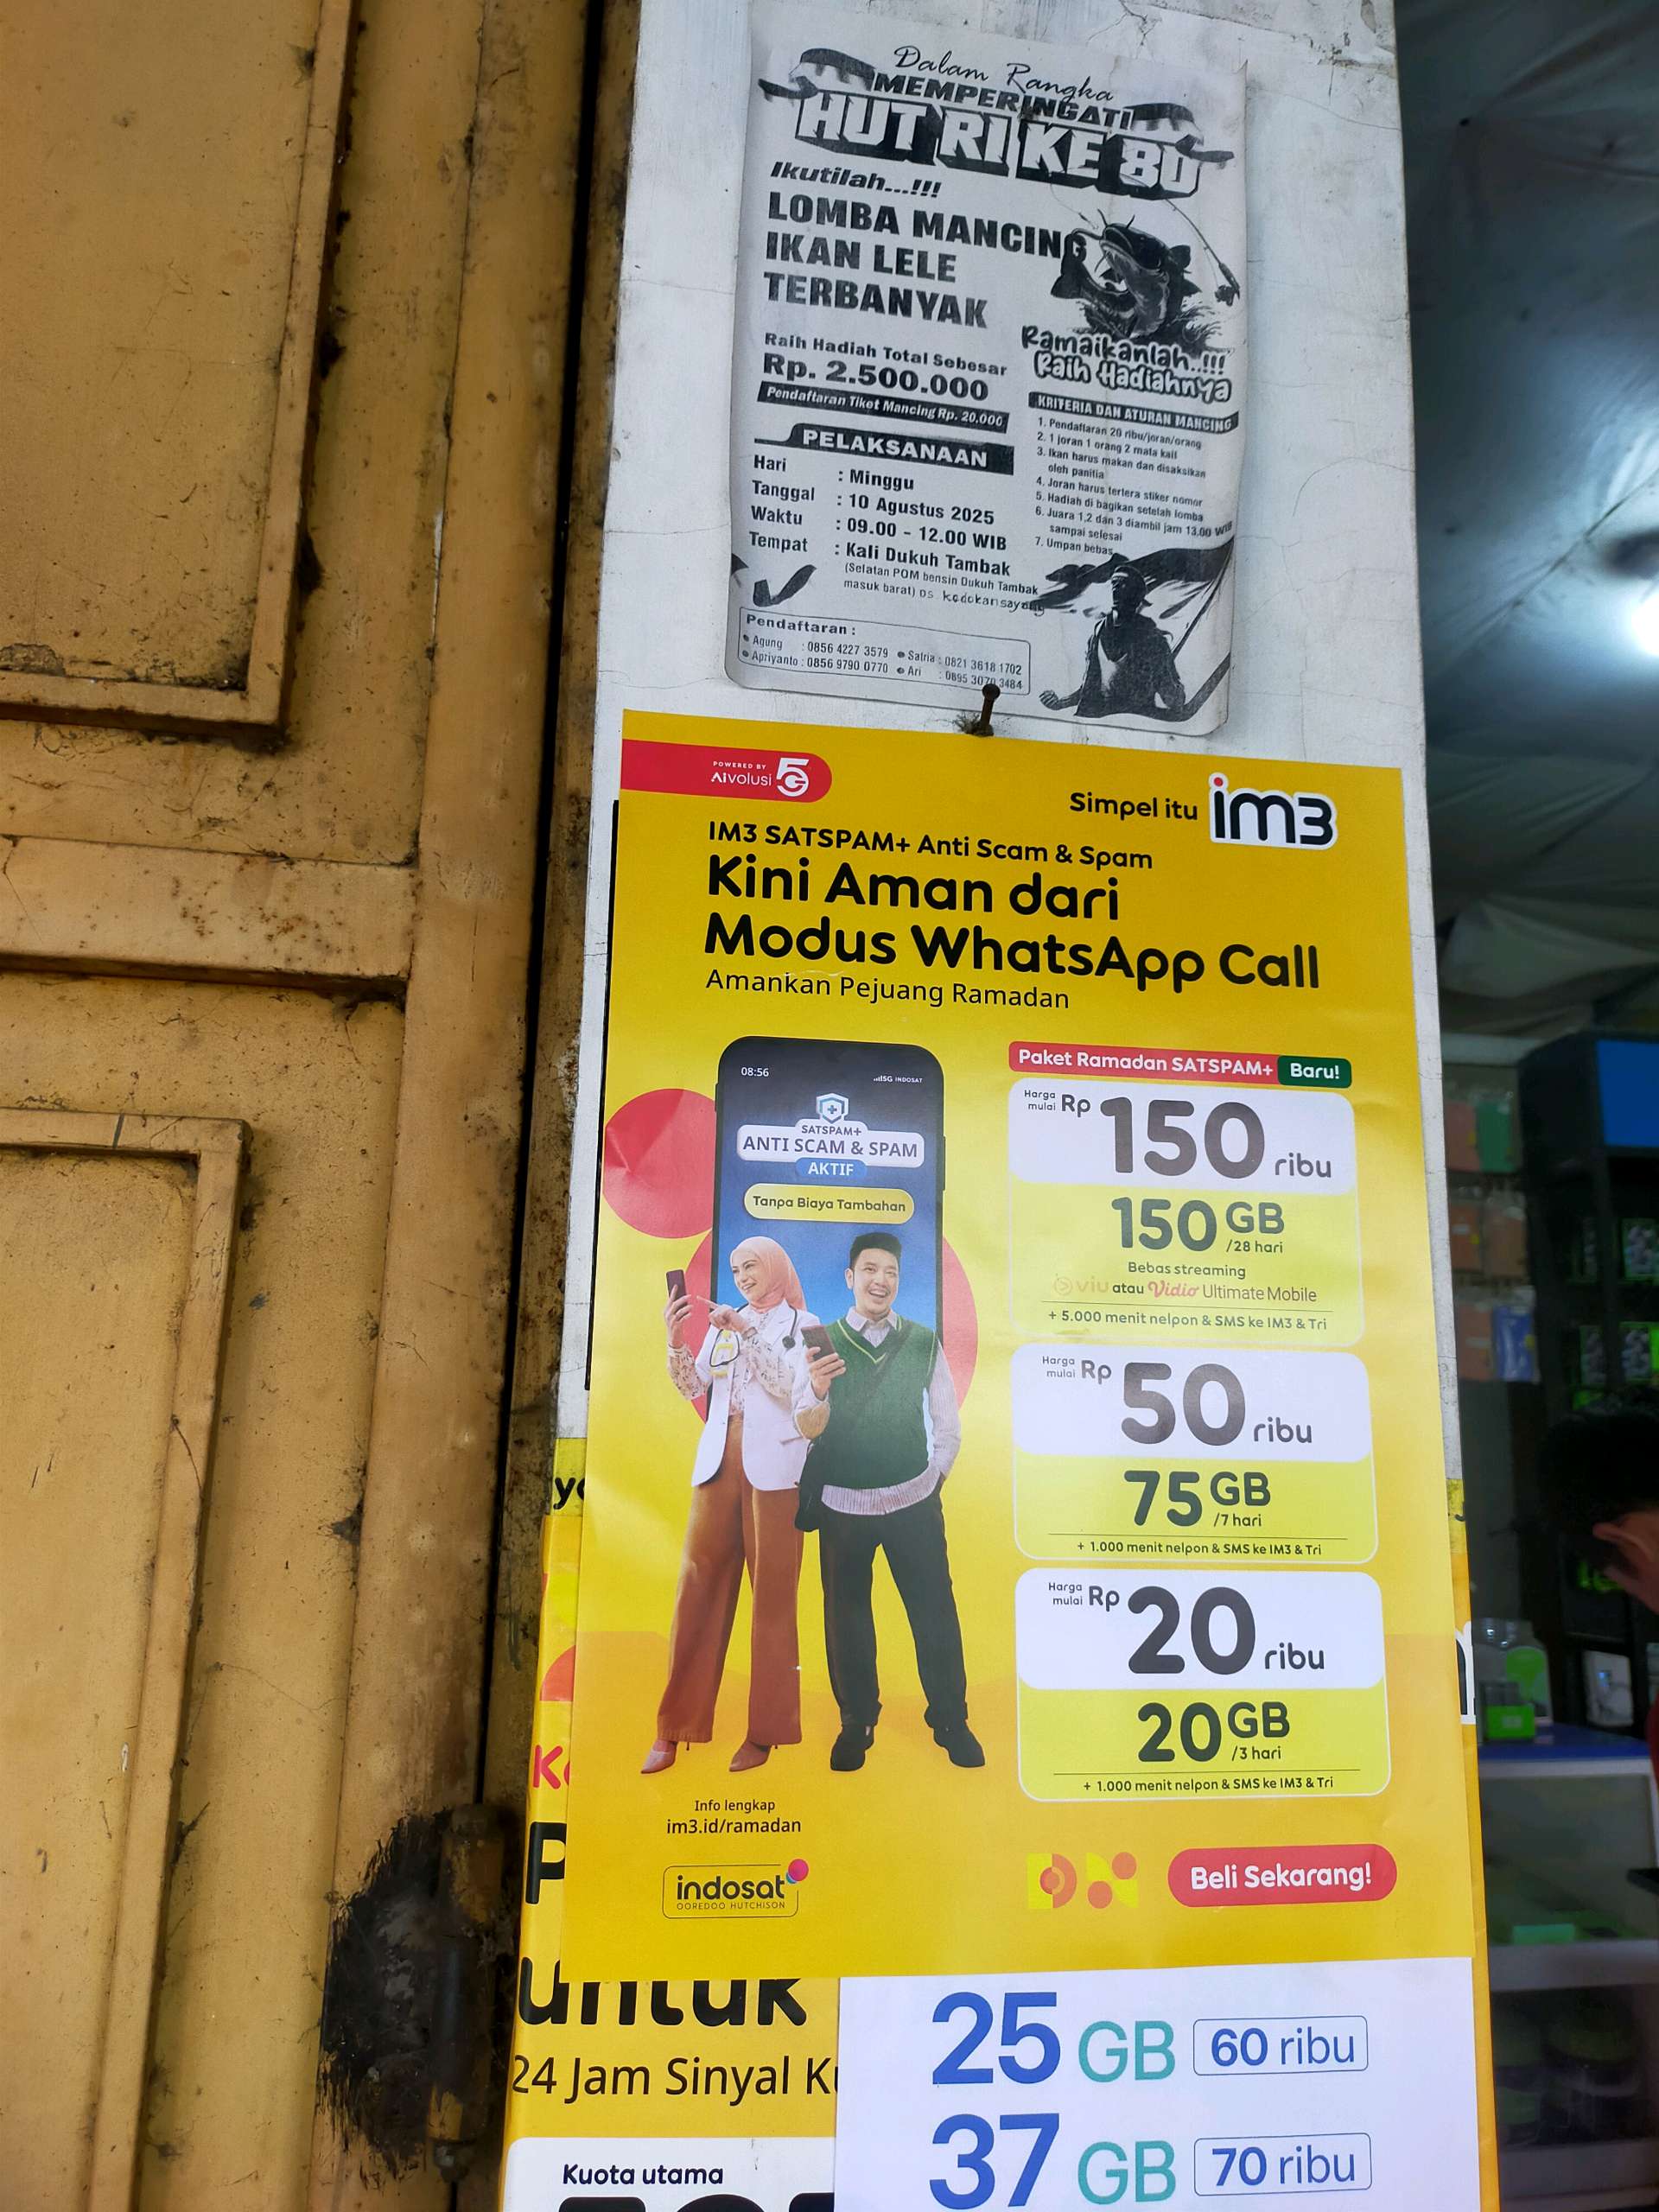 Dalam Rangka
MEMPERINGATI
HUT RI KE 80
Ikutilah...!!!
LOMBA MANCING
IKAN LELE
TERBANYAK
Raih Hadiah Total Sebesar
Rp. 2.500.000
Pendaftaran Tiket Mancing Rp. 20.000
Ramaikanlah..!!!
Raih Hadiahnya
KRITERIA DAN ATURAN MANCING
1. Pendaftaran 20 ribu/joran/orang
2. 1 joran 1 orang 2 mata kail
3. Ikan harus makan dan disaksikan
oleh panitia
4. Joran harus tertera stiker nomor
5. Hadiah di bagikan setelah lomba
6. Juara 1,2 dan 3 diambil jam 13.00 WIB
sampai selesai
7. Umpan bebas
PELAKSANAAN
Hari : Minggu
Tanggal : 10 Agustus 2025
Waktu : 09.00 - 12.00 WIB
Tempat : Kali Dukuh Tambak
(Selatan POM bensin Dukuh Tambak
masuk barat) Ds kedokansayang
Pendaftaran :
Agung : 0856 4227 3579 Satria : 0821 3618 1702
Apriyanto : 0856 9790 0770 Ari : 0895 3070 3484
POWERED BY
AIvolusi 5G
Simpel itu im3
IM3 SATSPAM+ Anti Scam & Spam
Kini Aman dari
Modus WhatsApp Call
Amankan Pejuang Ramadan
08:56 5G INDOSAT
SATSPAM+
ANTI SCAM & SPAM
AKTIF
Tanpa Biaya Tambahan
Paket Ramadan SATSPAM+ Baru!
Harga mulai Rp 150 ribu
150 GB /28 hari
Bebas streaming
viu atau Vidio Ultimate Mobile
+ 5.000 menit nelpon & SMS ke IM3 & Tri
Harga mulai Rp 50 ribu
75 GB /7 hari
+ 1.000 menit nelpon & SMS ke IM3 & Tri
Harga mulai Rp 20 ribu
20 GB /3 hari
+ 1.000 menit nelpon & SMS ke IM3 & Tri
Info lengkap
im3.id/ramadan
indosat
OOREDOO HUTCHISON
Beli Sekarang!
untuk
24 Jam Sinyal
Kuota utama
25 GB 60 ribu
37 GB 70 ribu